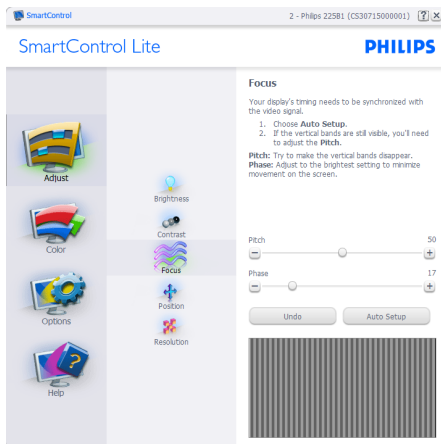 SmartControl
2 - Philips 225B1 (CS30715000001)
SmartControl Lite
PHILIPS
Adjust
Color
Options
Help
Brightness
Contrast
Focus
Position
Resolution
Focus
Your display's timing needs to be synchronized with
the video signal.
1. Choose Auto Setup.
2. If the vertical bands are still visible, you'll need
to adjust the Pitch.
Pitch: Try to make the vertical bands disappear.
Phase: Adjust to the brightest setting to minimize
movement on the screen.
Pitch 50
Phase 17
Undo Auto Setup